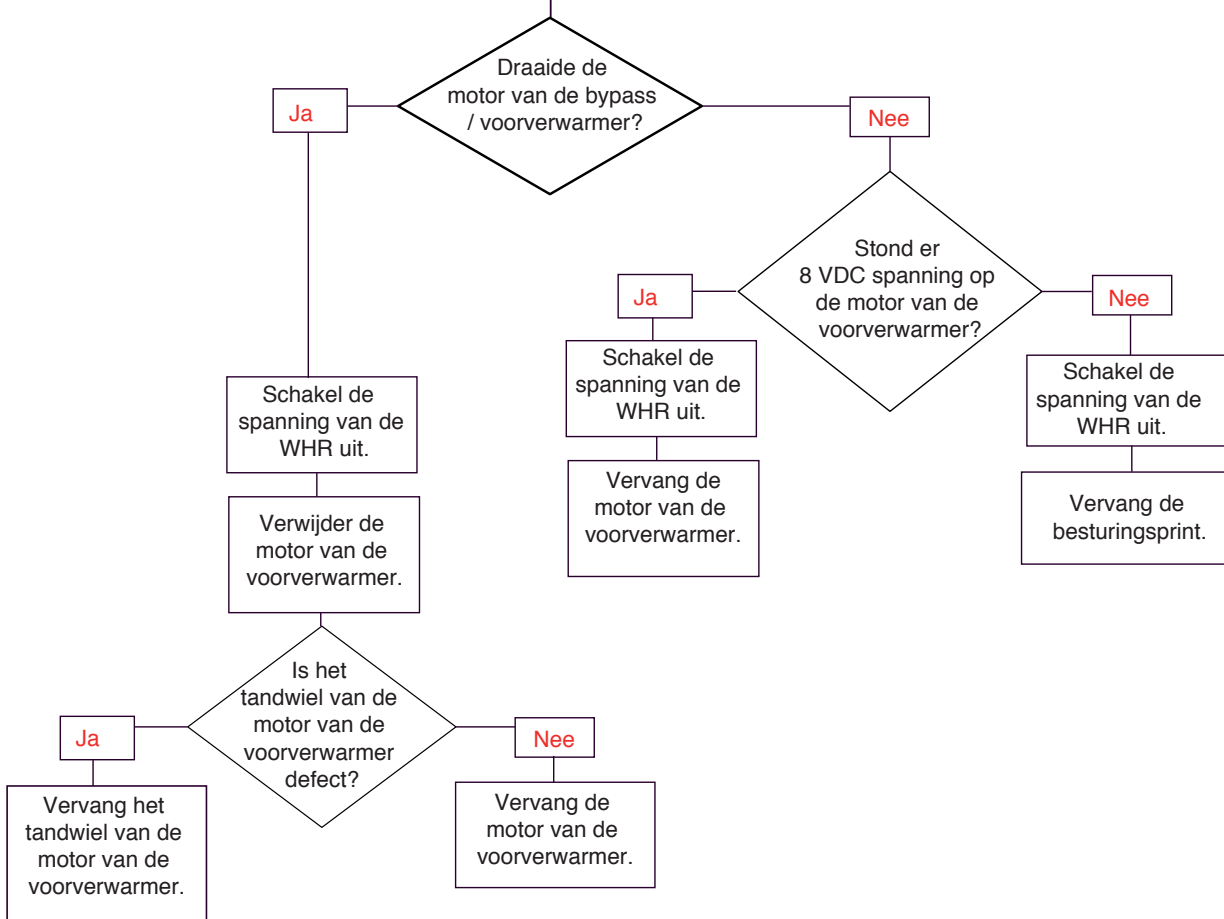 Draaide de
motor van de bypass
/ voorverwarmer?
Ja
Nee
Stond er
8 VDC spanning op
de motor van de
voorverwarmer?
Ja
Nee
Schakel de
spanning van de
WHR uit.
Vervang de
motor van de
voorverwarmer.
Schakel de
spanning van de
WHR uit.
Vervang de
besturingsprint.
Schakel de
spanning van de
WHR uit.
Verwijder de
motor van de
voorverwarmer.
Is het
tandwiel van de
motor van de
voorverwarmer
defect?
Ja
Nee
Vervang het
tandwiel van de
motor van de
voorverwarmer.
Vervang de
motor van de
voorverwarmer.